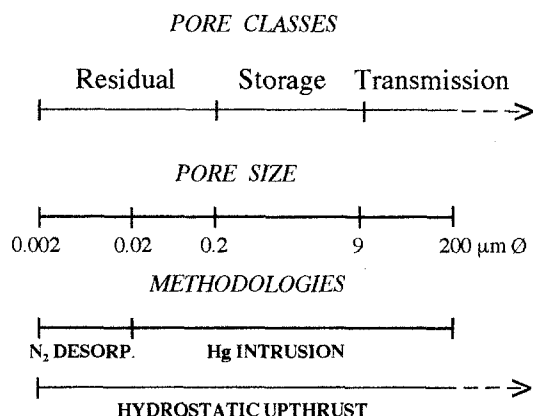 PORE CLASSES
Residual Storage Transmission
PORE SIZE
0.002 0.02 0.2 9 200 μm Ø
METHODOLOGIES
N₂ DESORP. Hg INTRUSION
HYDROSTATIC UPTHRUST